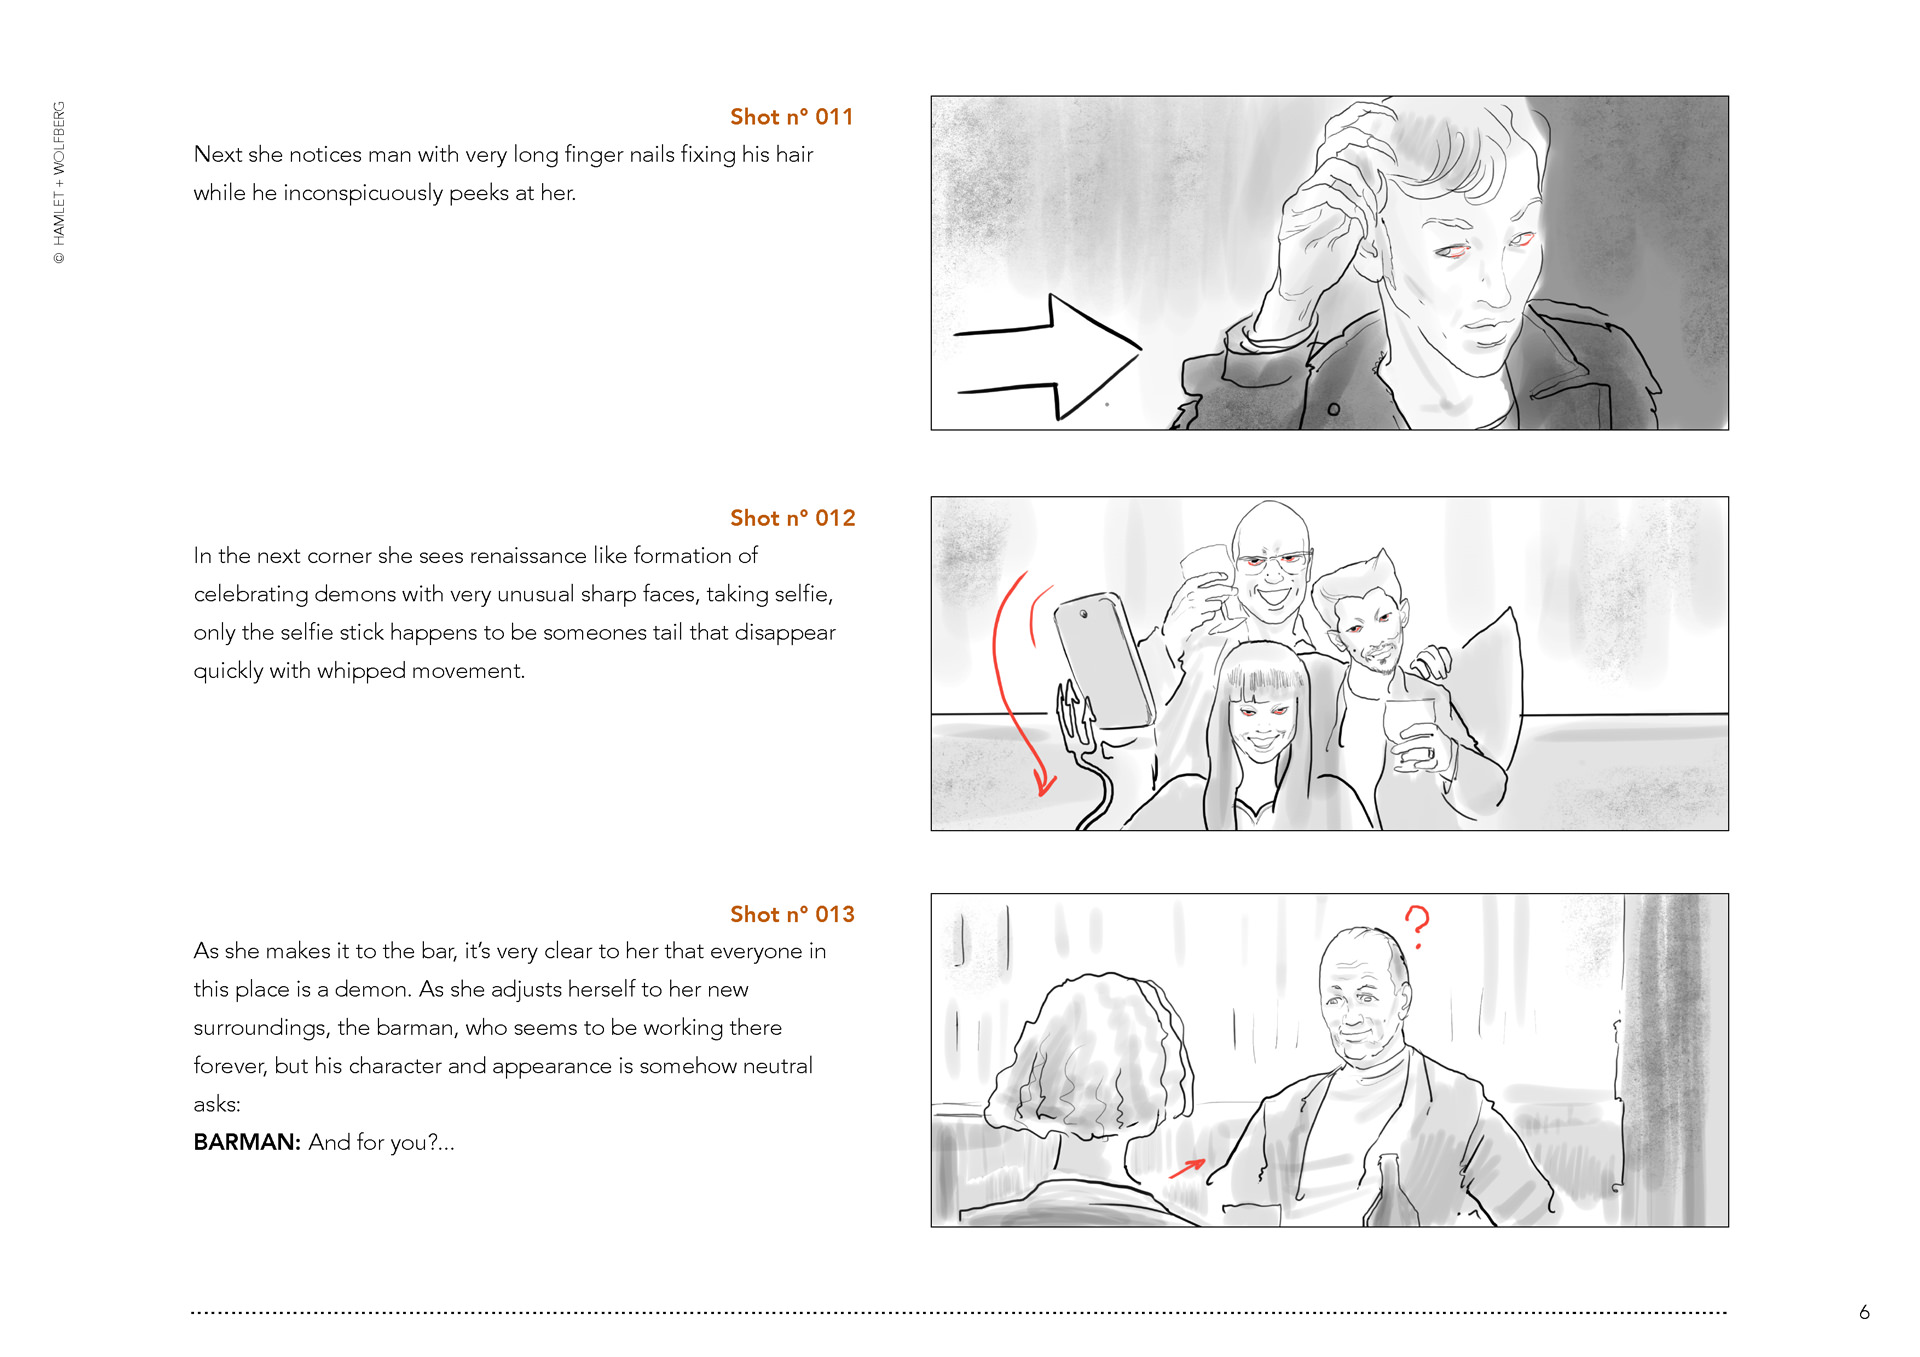 © HAMLET + WOLFBERG
Shot n° 011
Next she notices man with very long finger nails fixing his hair
while he inconspicuously peeks at her.
Shot n° 012
In the next corner she sees renaissance like formation of
celebrating demons with very unusual sharp faces, taking selfie,
only the selfie stick happens to be someones tail that disappear
quickly with whipped movement.
Shot n° 013
As she makes it to the bar, it’s very clear to her that everyone in
this place is a demon. As she adjusts herself to her new
surroundings, the barman, who seems to be working there
forever, but his character and appearance is somehow neutral
asks:
BARMAN: And for you?...
?
6